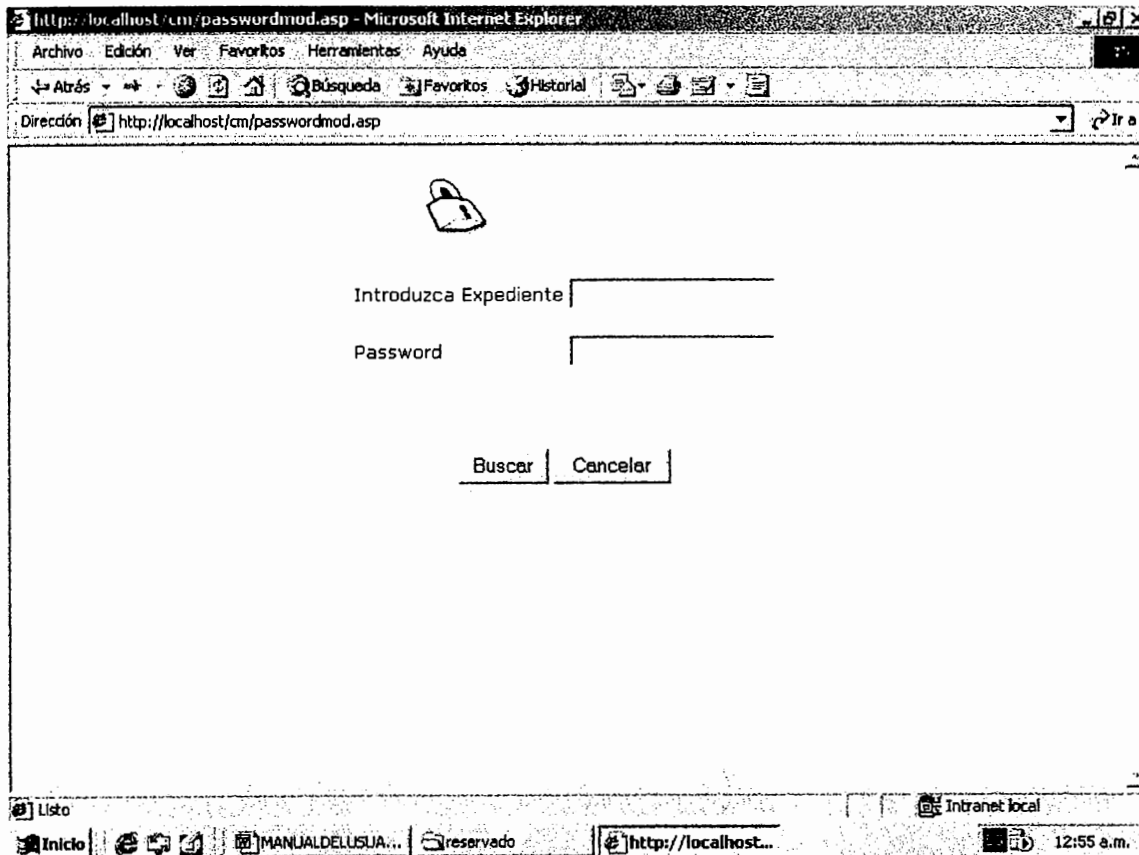 http://localhost/cm/passwordmod.asp - Microsoft Internet Explorer
Archivo Edición Ver Favoritos Herramientas Ayuda
Atrás Búsqueda Favoritos Historial
Dirección http://localhost/cm/passwordmod.asp Ir a
Introduzca Expediente
Password
Buscar Cancelar
Listo Intranet local
Inicio MANUALDELUSUA... reservado http://localhost... 12:55 a.m.